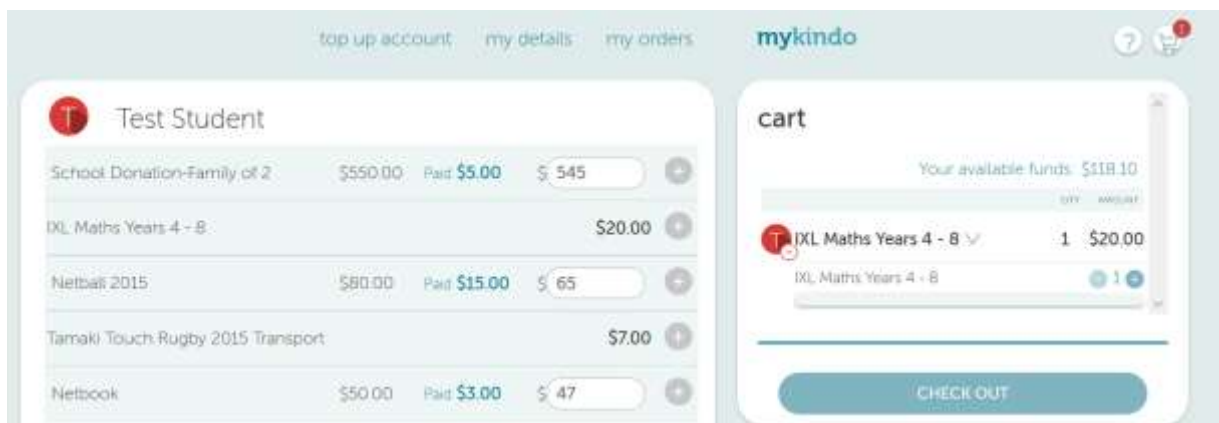 top up account my details my orders
mykindo
? 1
T Test Student
School Donation-Family of 2 $550.00 Paid $5.00 $ 545 +
IXL Maths Years 4 - 8 $20.00 +
Netball 2015 $80.00 Paid $15.00 $ 65 +
Tamaki Touch Rugby 2015 Transport $7.00 +
Netbook $50.00 Paid $3.00 $ 47 +
cart
Your available funds $118.10
QTY AMOUNT
T IXL Maths Years 4 - 8 1 $20.00
IXL Maths Years 4 - 8 1 +
CHECK OUT